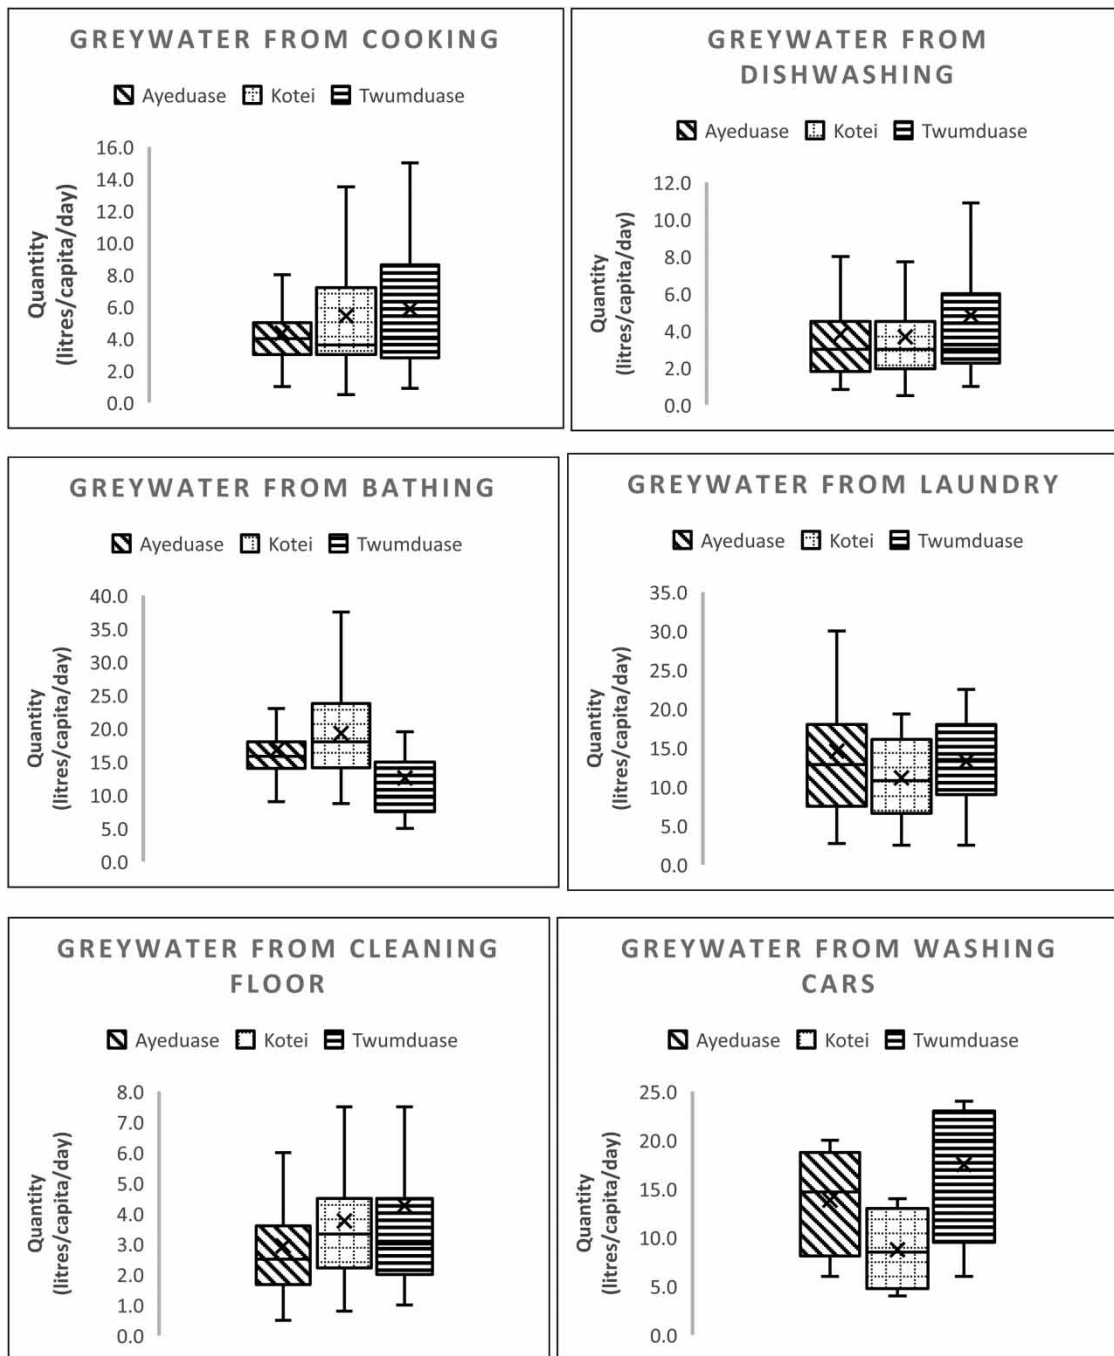 GREYWATER FROM COOKING
Ayeduase Kotei Twumduase
Quantity
(litres/capita/day)
16.0
14.0
12.0
10.0
8.0
6.0
4.0
2.0
0.0
GREYWATER FROM
DISHWASHING
Ayeduase Kotei Twumduase
Quantity
(litres/capita/day)
12.0
10.0
8.0
6.0
4.0
2.0
0.0
GREYWATER FROM BATHING
Ayeduase Kotei Twumduase
Quantity
(litres/capita/day)
40.0
35.0
30.0
25.0
20.0
15.0
10.0
5.0
0.0
GREYWATER FROM LAUNDRY
Ayeduase Kotei Twumduase
Quantity
(litres/capita/day)
35.0
30.0
25.0
20.0
15.0
10.0
5.0
0.0
GREYWATER FROM CLEANING
FLOOR
Ayeduase Kotei Twumduase
Quantity
(litres/capita/day)
8.0
7.0
6.0
5.0
4.0
3.0
2.0
1.0
0.0
GREYWATER FROM WASHING
CARS
Ayeduase Kotei Twumduase
Quantity
(litres/capita/day)
25.0
20.0
15.0
10.0
5.0
0.0